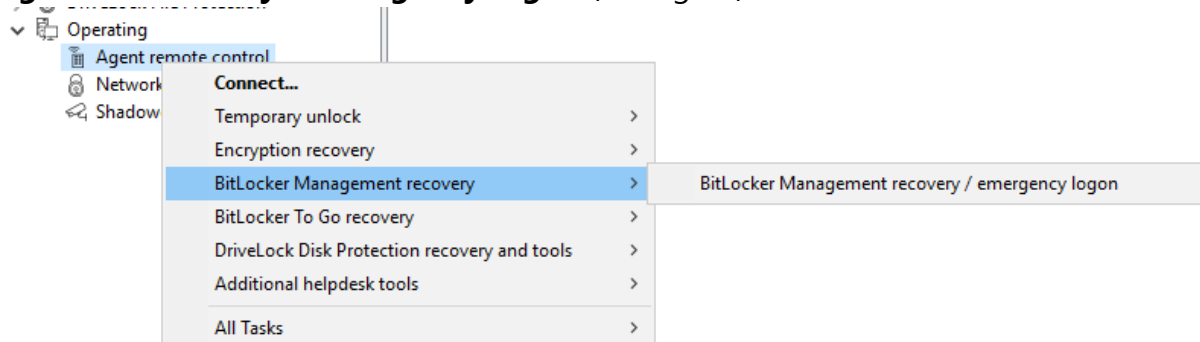 Operating
Agent remote control
Network
Shadow
Connect...
Temporary unlock
Encryption recovery
BitLocker Management recovery
BitLocker Management recovery / emergency logon
BitLocker To Go recovery
DriveLock Disk Protection recovery and tools
Additional helpdesk tools
All Tasks